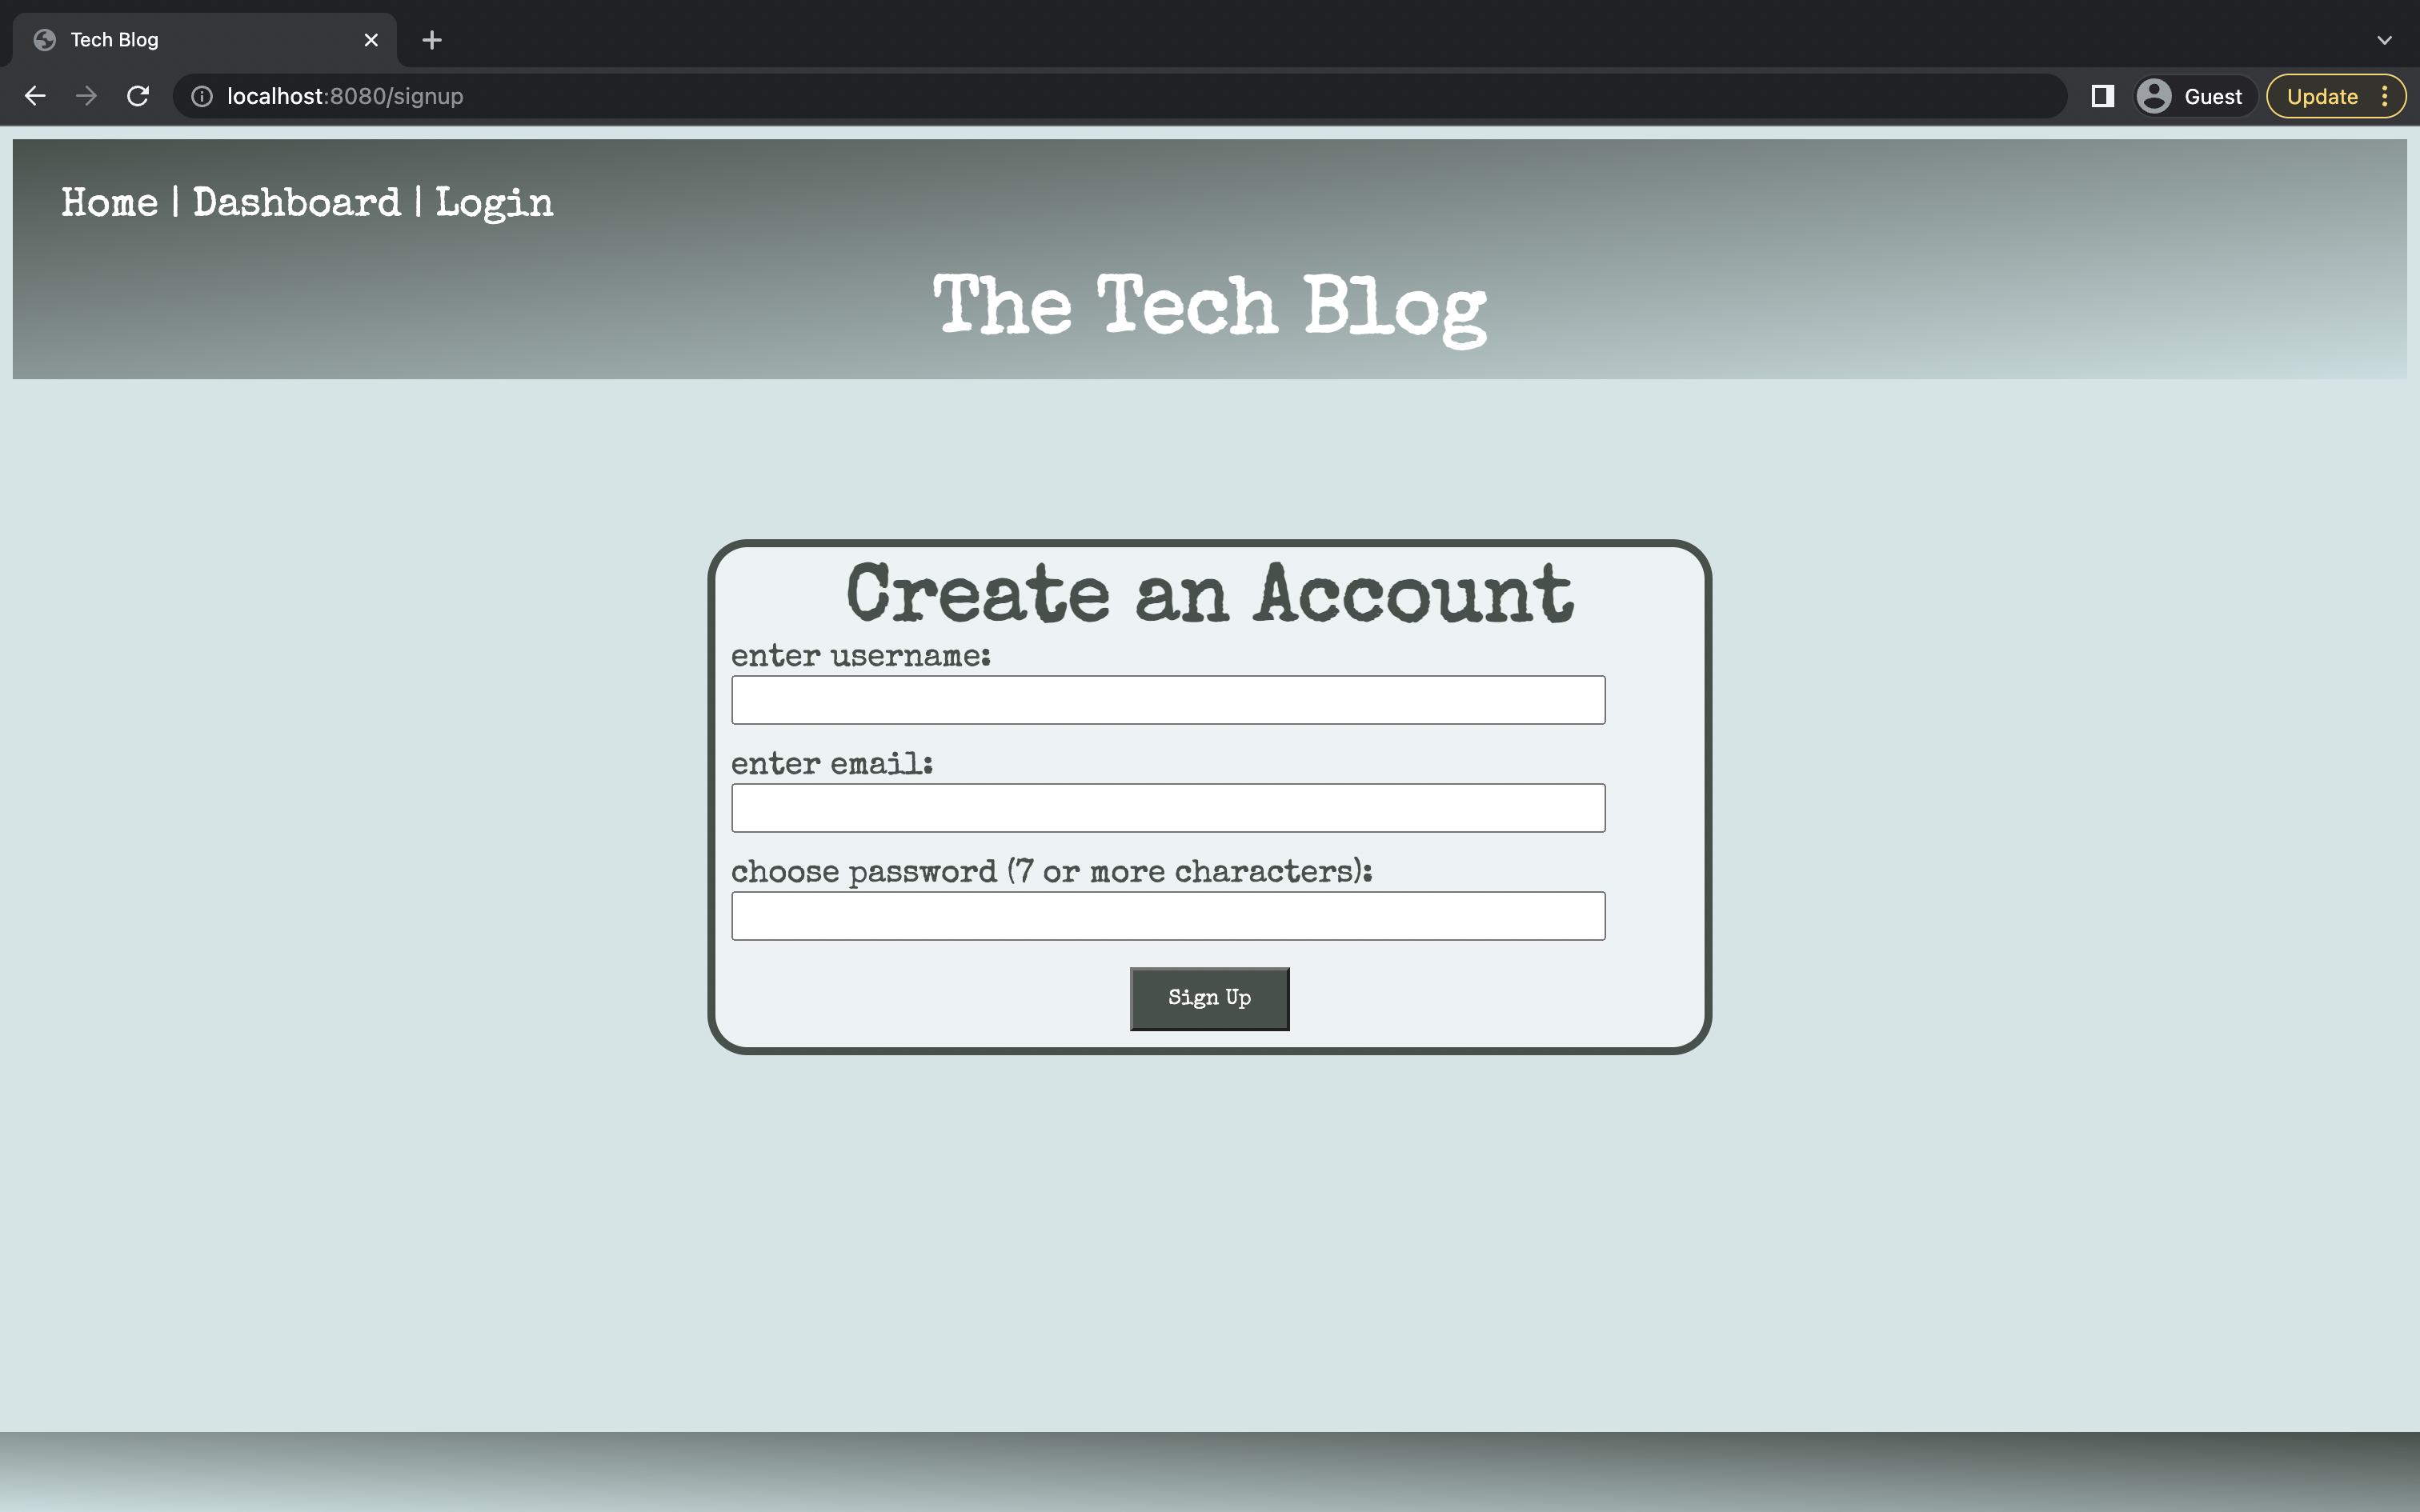 Tech Blog
localhost:8080/signup
Guest
Update
Home | Dashboard | Login
The Tech Blog
Create an Account
enter username:
enter email:
choose password (7 or more characters):
Sign Up